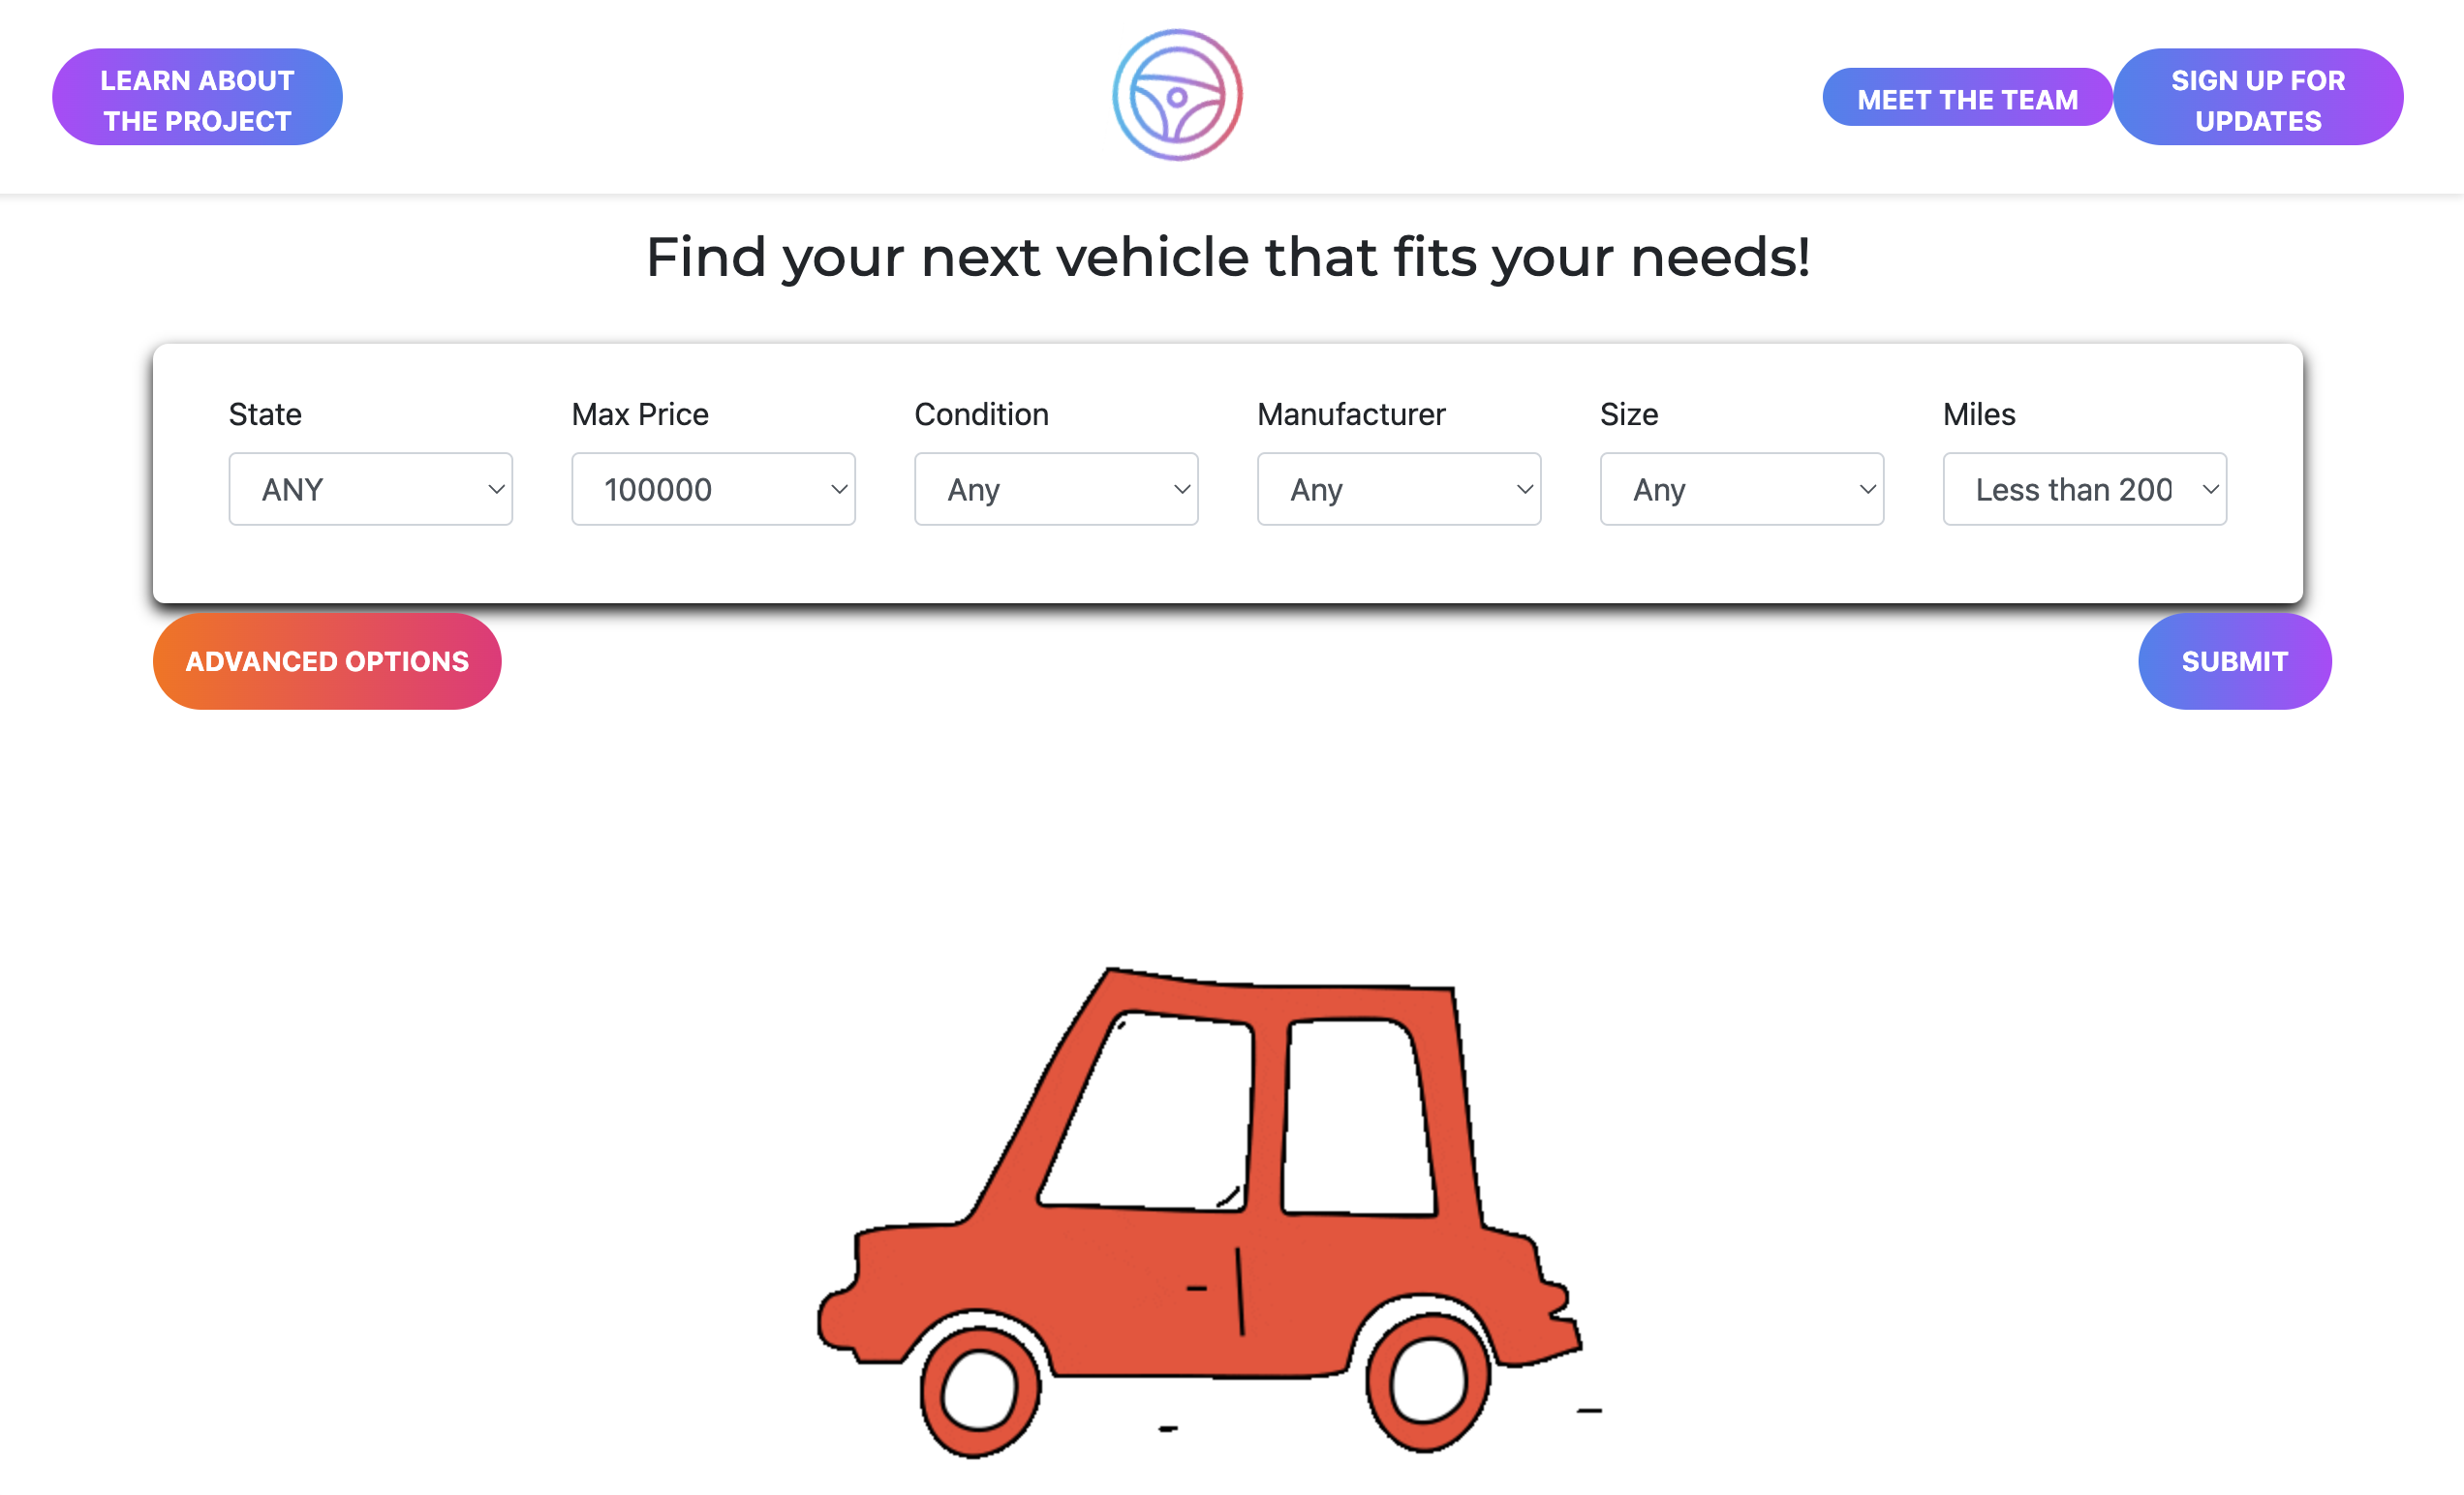 LEARN ABOUT
THE PROJECT
MEET THE TEAM
SIGN UP FOR
UPDATES
Find your next vehicle that fits your needs!
State
Max Price
Condition
Manufacturer
Size
Miles
ANY
100000
Any
Any
Any
Less than 200
ADVANCED OPTIONS
SUBMIT